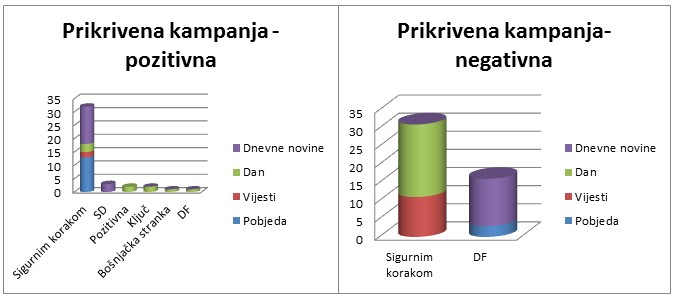 Prikrivena kampanja -
pozitivna
35
30
25
20
15
10
5
0
Sigurnim korakom
SD
Pozitivna
Ključ
Bošnjačka stranka
DF
Dnevne novine
Dan
Vijesti
Pobjeda
Prikrivena kampanja-
negativna
35
30
25
20
15
10
5
0
Sigurnim
korakom
DF
Dnevne novine
Dan
Vijesti
Pobjeda